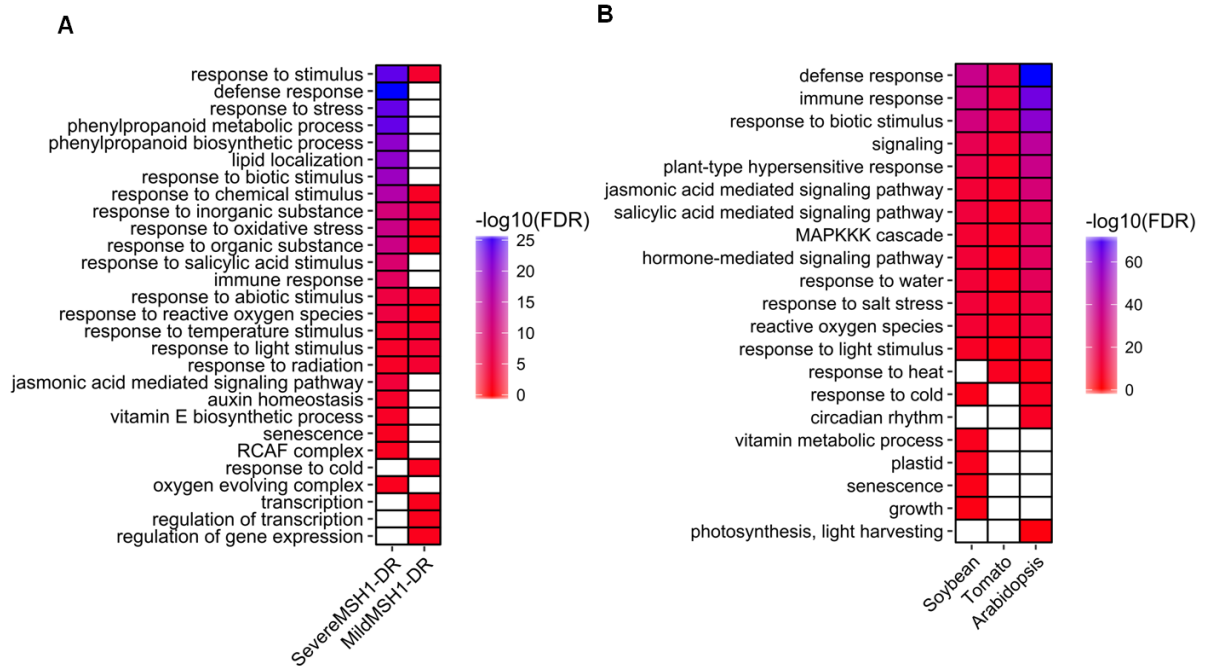 A
response to stimulus
defense response
response to stress
phenylpropanoid metabolic process
phenylpropanoid biosynthetic process
lipid localization
response to biotic stimulus
response to chemical stimulus
response to inorganic substance
response to oxidative stress
response to organic substance
response to salicylic acid stimulus
immune response
response to abiotic stimulus
response to reactive oxygen species
response to temperature stimulus
response to light stimulus
response to radiation
jasmonic acid mediated signaling pathway
auxin homeostasis
vitamin E biosynthetic process
senescence
RCAF complex
response to cold
oxygen evolving complex
transcription
regulation of transcription
regulation of gene expression
SevereMSH1-DR
MildMSH1-DR
-log10(FDR)
25
20
15
10
5
0
B
defense response
immune response
response to biotic stimulus
signaling
plant-type hypersensitive response
jasmonic acid mediated signaling pathway
salicylic acid mediated signaling pathway
MAPKKK cascade
hormone-mediated signaling pathway
response to water
response to salt stress
reactive oxygen species
response to light stimulus
response to heat
response to cold
circadian rhythm
vitamin metabolic process
plastid
senescence
growth
photosynthesis, light harvesting
Soybean
Tomato
Arabidopsis
-log10(FDR)
60
40
20
0